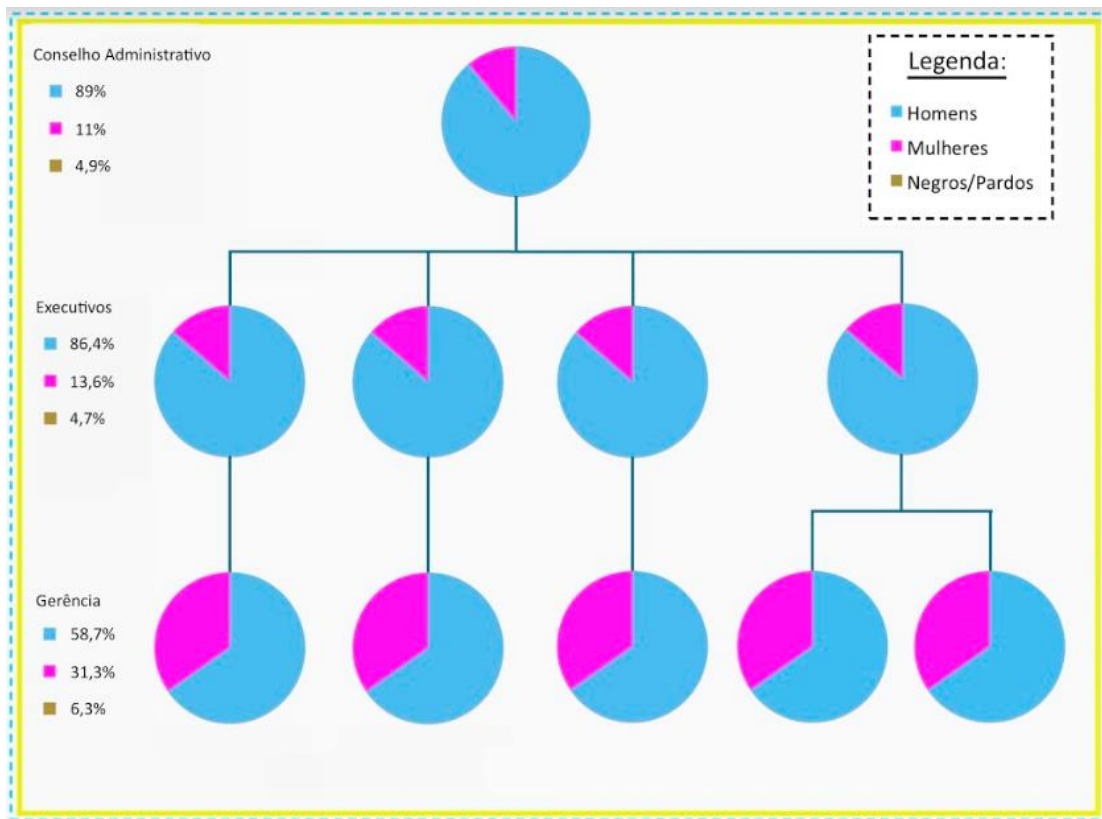 Conselho Administrativo
89%
11%
4,9%
Legenda:
Homens
Mulheres
Negros/Pardos
Executivos
86,4%
13,6%
4,7%
Gerência
58,7%
31,3%
6,3%